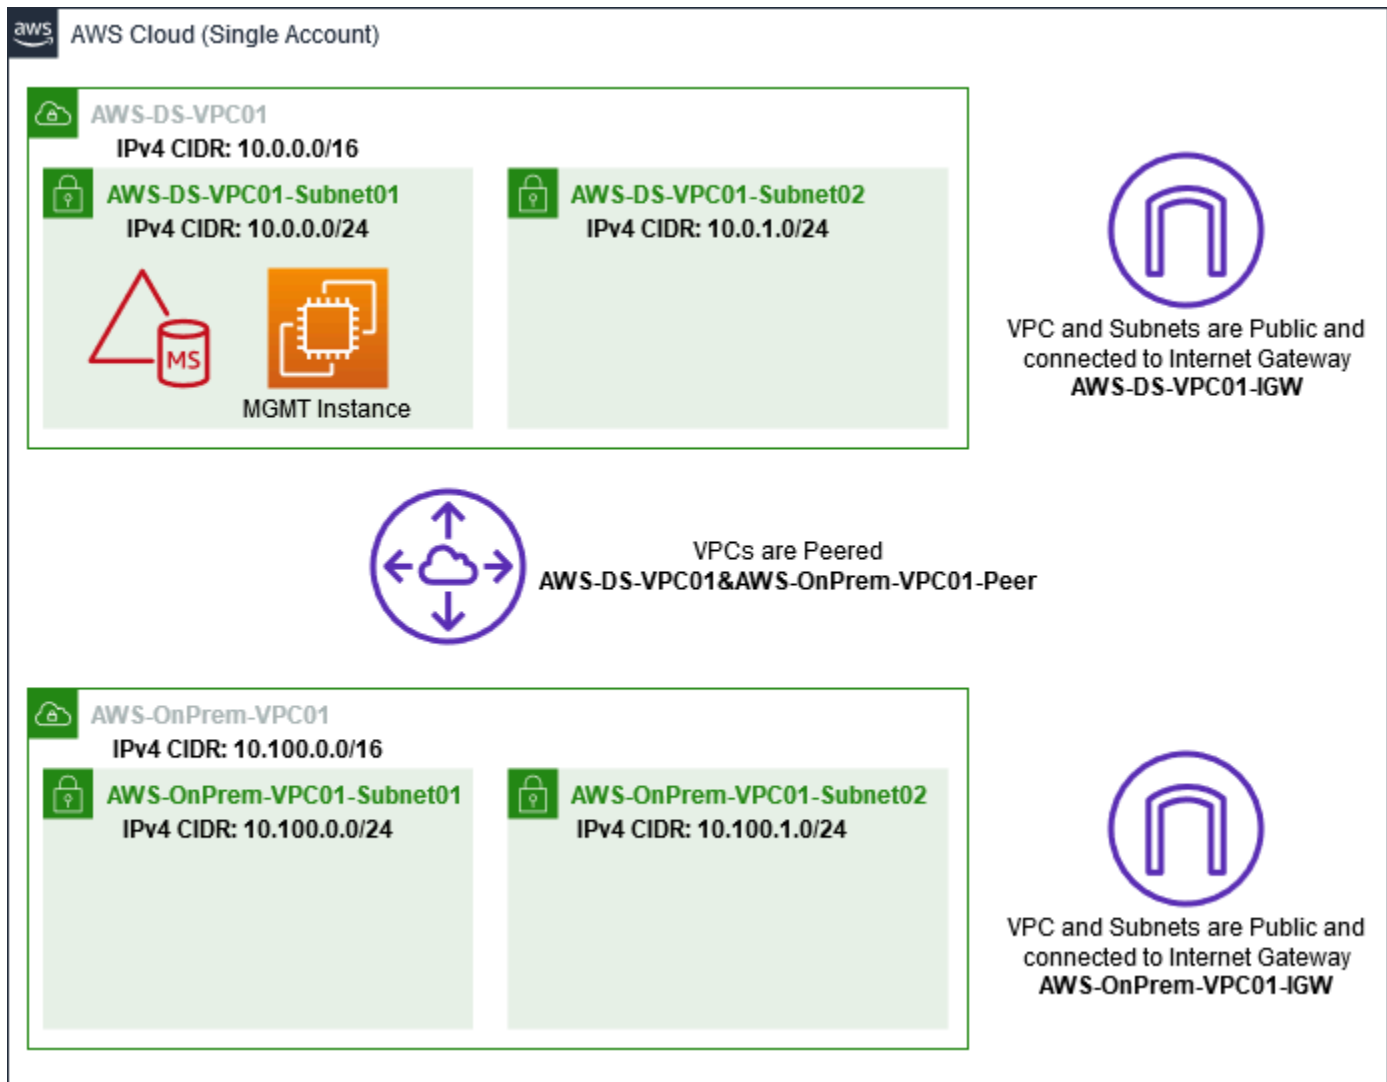 aws
AWS Cloud (Single Account)
AWS-DS-VPC01
IPv4 CIDR: 10.0.0.0/16
AWS-DS-VPC01-Subnet01
IPv4 CIDR: 10.0.0.0/24
MS
MGMT Instance
AWS-DS-VPC01-Subnet02
IPv4 CIDR: 10.0.1.0/24
VPC and Subnets are Public and
connected to Internet Gateway
AWS-DS-VPC01-IGW
VPCs are Peered
AWS-DS-VPC01&AWS-OnPrem-VPC01-Peer
AWS-OnPrem-VPC01
IPv4 CIDR: 10.100.0.0/16
AWS-OnPrem-VPC01-Subnet01
IPv4 CIDR: 10.100.0.0/24
AWS-OnPrem-VPC01-Subnet02
IPv4 CIDR: 10.100.1.0/24
VPC and Subnets are Public and
connected to Internet Gateway
AWS-OnPrem-VPC01-IGW